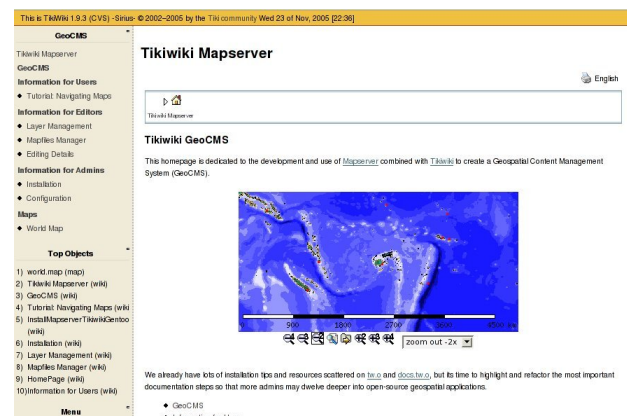 This is TikiWiki 1.9.3 (CVS) -Sirius- © 2002–2005 by the Tiki community Wed 23 of Nov, 2005 [22:36]
GeoCMS
Tikiwiki Mapserver
GeoCMS
Information for Users
Tutorial: Navigating Maps
Information for Editors
Layer Management
Mapfiles Manager
Editing Details
Information for Admins
Installation
Configuration
Maps
World Map
Top Objects
1) world.map (map)
2) Tikiwiki Mapserver (wiki)
3) GeoCMS (wiki)
4) Tutorial: Navigating Maps (wiki
5) InstallMapserverTikiwikiGentoo
(wiki)
6) Installation (wiki)
7) Layer Management (wiki)
8) Mapfiles Manager (wiki)
9) HomePage (wiki)
10)Information for Users (wiki)
Menu
Tikiwiki Mapserver
English
Tikiwiki Mapserver
Tikiwiki GeoCMS
This homepage is dedicated to the development and use of Mapserver combined with Tikiwiki to create a Geospatial Content Management
System (GeoCMS).
900 1800 2700 3600 4500 km
zoom out -2x
We already have lots of installation tips and resources scattered on tw.o and docs.tw.o, but its time to highlight and refactor the most important
documentation steps so that more admins may dwelve deeper into open-source geospatial applications.
GeoCMS